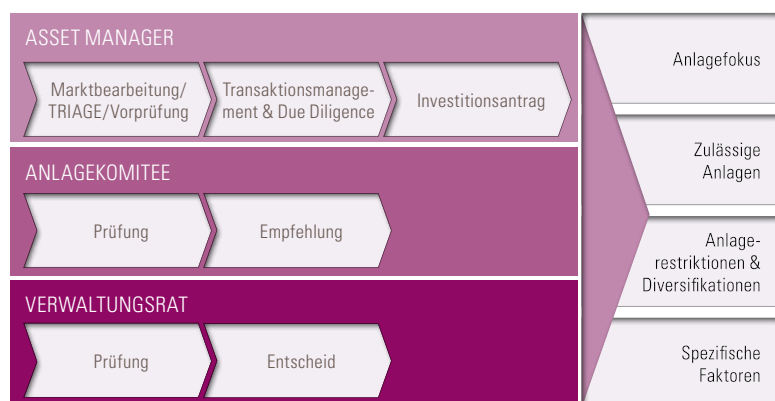 ASSET MANAGER
Marktbearbeitung/
TRIAGE/Vorprüfung
Transaktionsmanage-
ment & Due Diligence
Investitionsantrag
ANLAGEKOMITEE
Prüfung
Empfehlung
VERWALTUNGSRAT
Prüfung
Entscheid
Anlagefokus
Zulässige
Anlagen
Anlage-
restriktionen &
Diversifikationen
Spezifische
Faktoren